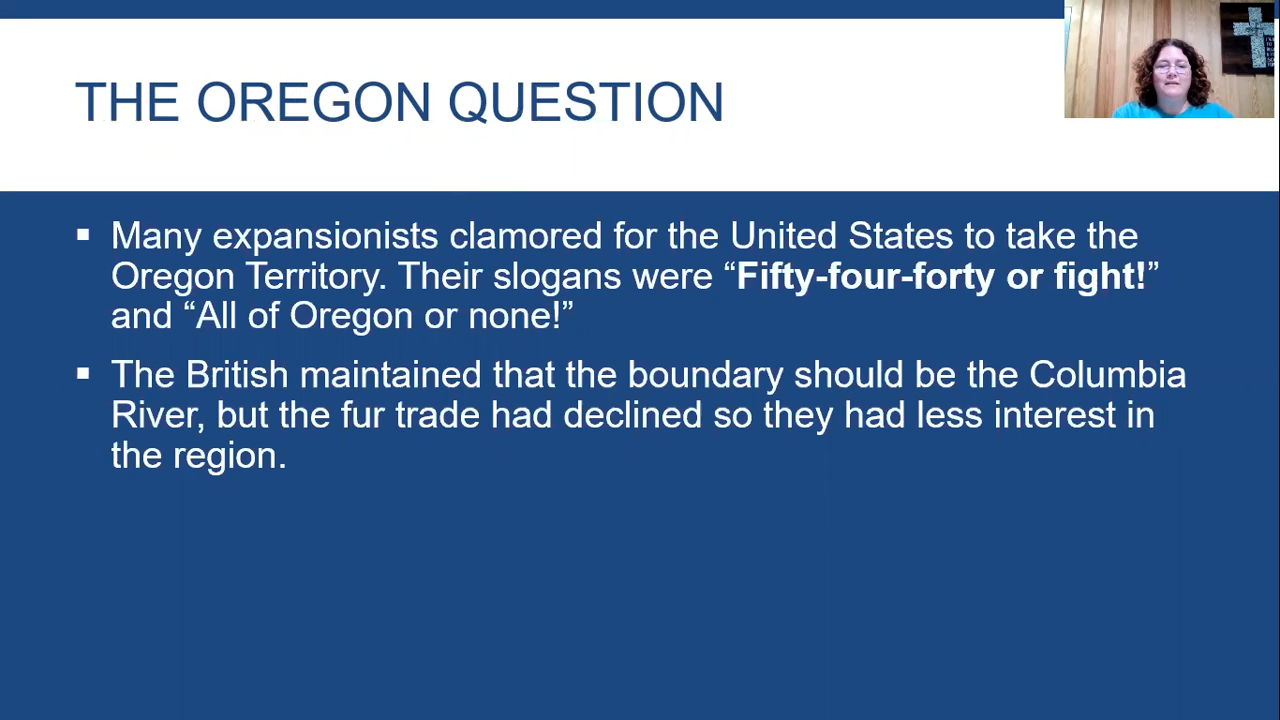 THE OREGON QUESTION
▪ Many expansionists clamored for the United States to take the
Oregon Territory. Their slogans were “Fifty-four-forty or fight!”
and “All of Oregon or none!”
▪ The British maintained that the boundary should be the Columbia
River, but the fur trade had declined so they had less interest in
the region.